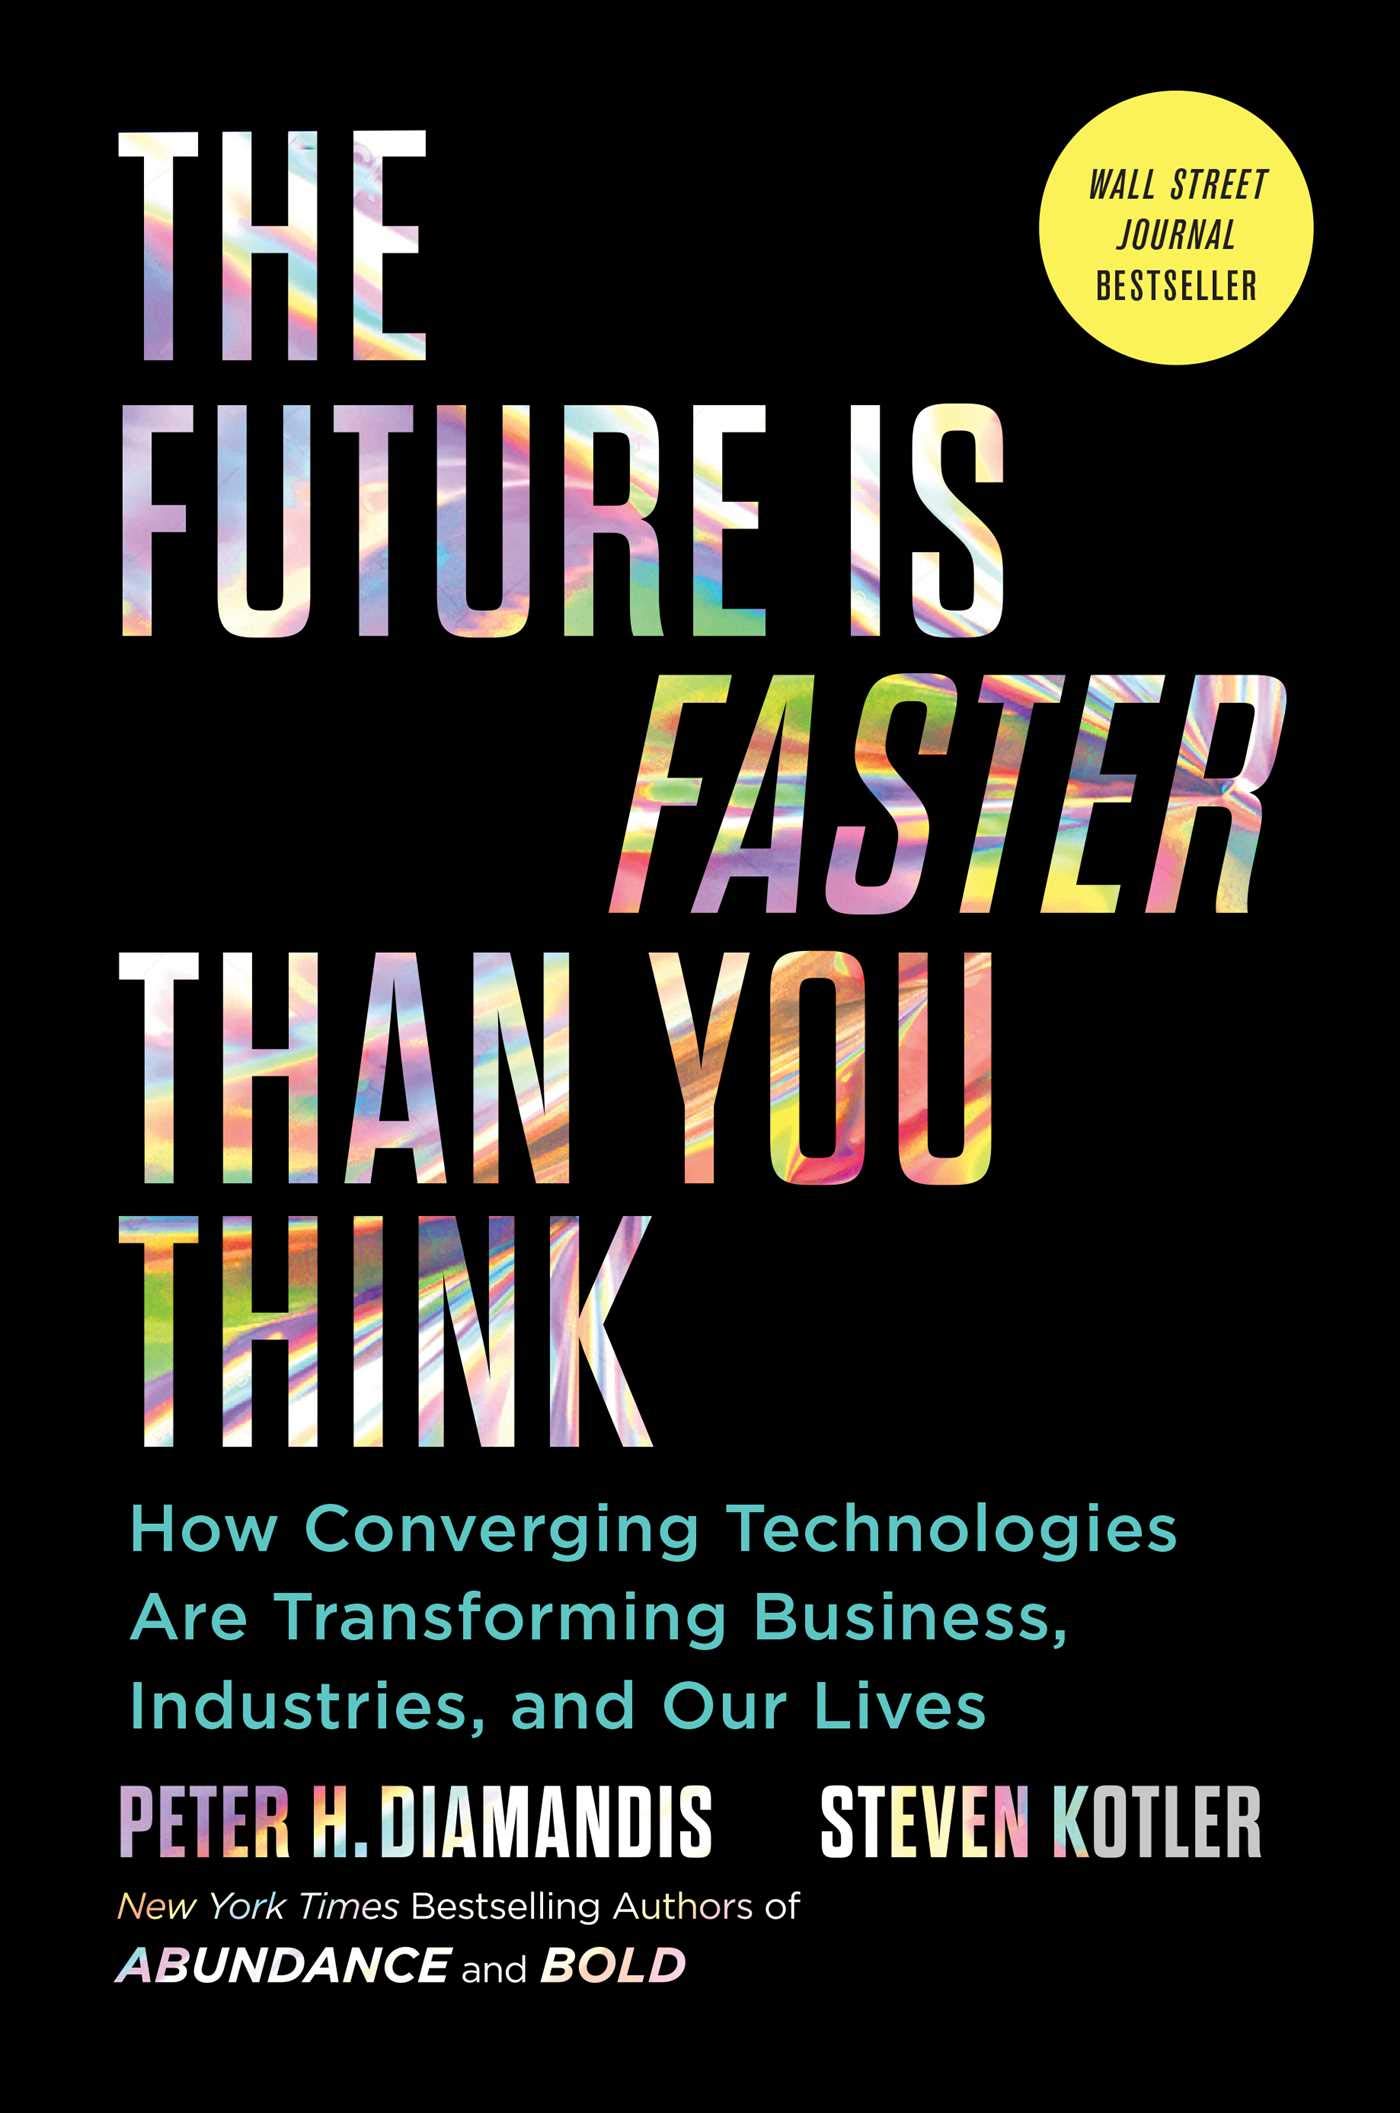 THE
WALL STREET
JOURNAL
BESTSELLER
FUTURE IS
FASTER
THAN YOU
THINK
How Converging Technologies
Are Transforming Business,
Industries, and Our Lives
PETER H. DIAMANDIS STEVEN KOTLER
New York Times Bestselling Authors of
ABUNDANCE and BOLD